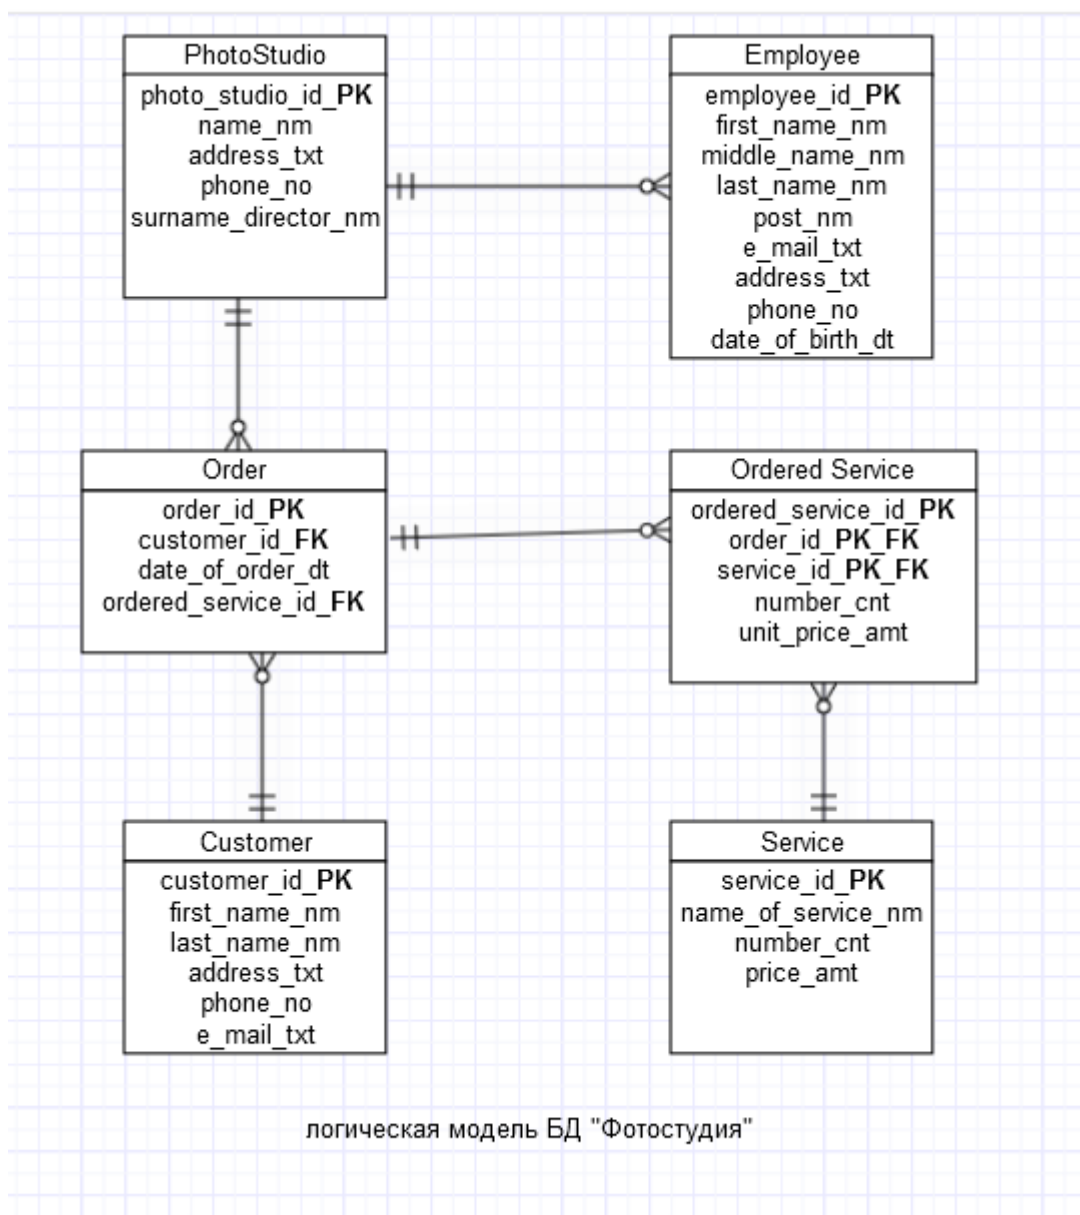 PhotoStudio
photo_studio_id_PK
name_nm
address_txt
phone_no
surname_director_nm
Employee
employee_id_PK
first_name_nm
middle_name_nm
last_name_nm
post_nm
e_mail_txt
address_txt
phone_no
date_of_birth_dt
Order
order_id_PK
customer_id_FK
date_of_order_dt
ordered_service_id_FK
Ordered Service
ordered_service_id_PK
order_id_PK_FK
service_id_PK_FK
number_cnt
unit_price_amt
Customer
customer_id_PK
first_name_nm
last_name_nm
address_txt
phone_no
e_mail_txt
Service
service_id_PK
name_of_service_nm
number_cnt
price_amt
логическая модель БД "Фотостудия"